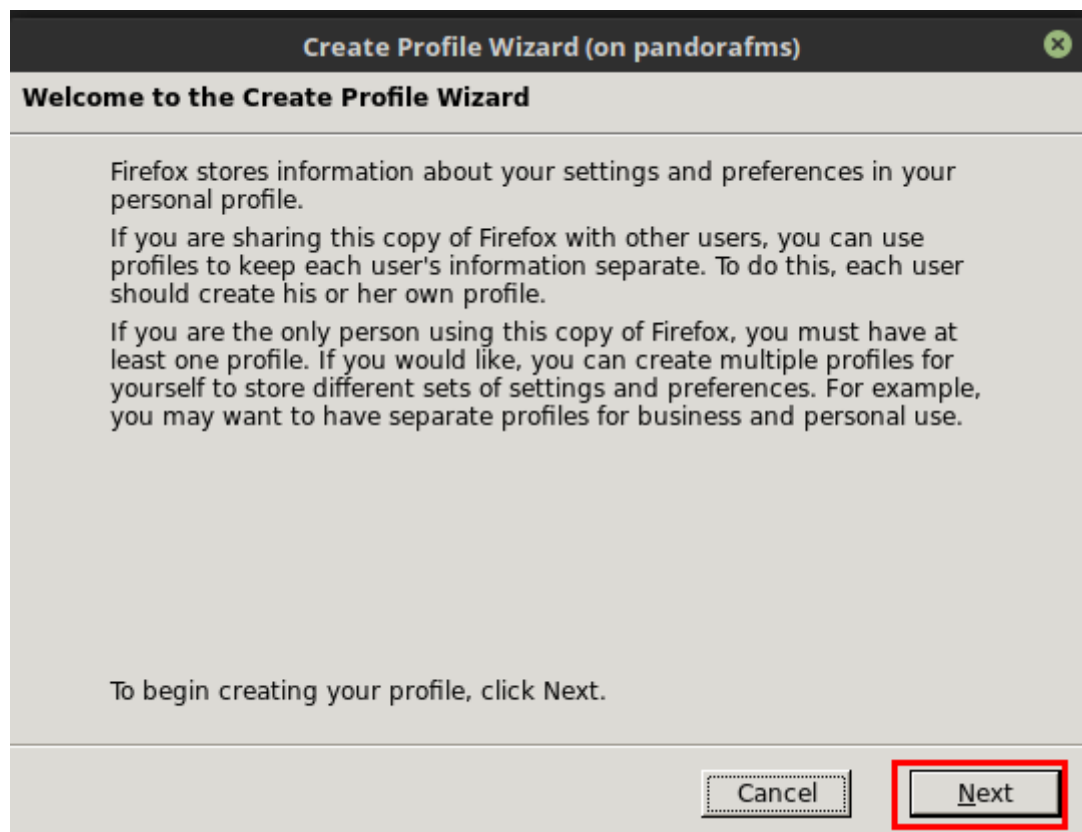 Create Profile Wizard (on pandorafms)
Welcome to the Create Profile Wizard
Firefox stores information about your settings and preferences in your
personal profile.
If you are sharing this copy of Firefox with other users, you can use
profiles to keep each user's information separate. To do this, each user
should create his or her own profile.
If you are the only person using this copy of Firefox, you must have at
least one profile. If you would like, you can create multiple profiles for
yourself to store different sets of settings and preferences. For example,
you may want to have separate profiles for business and personal use.
To begin creating your profile, click Next.
Cancel
Next